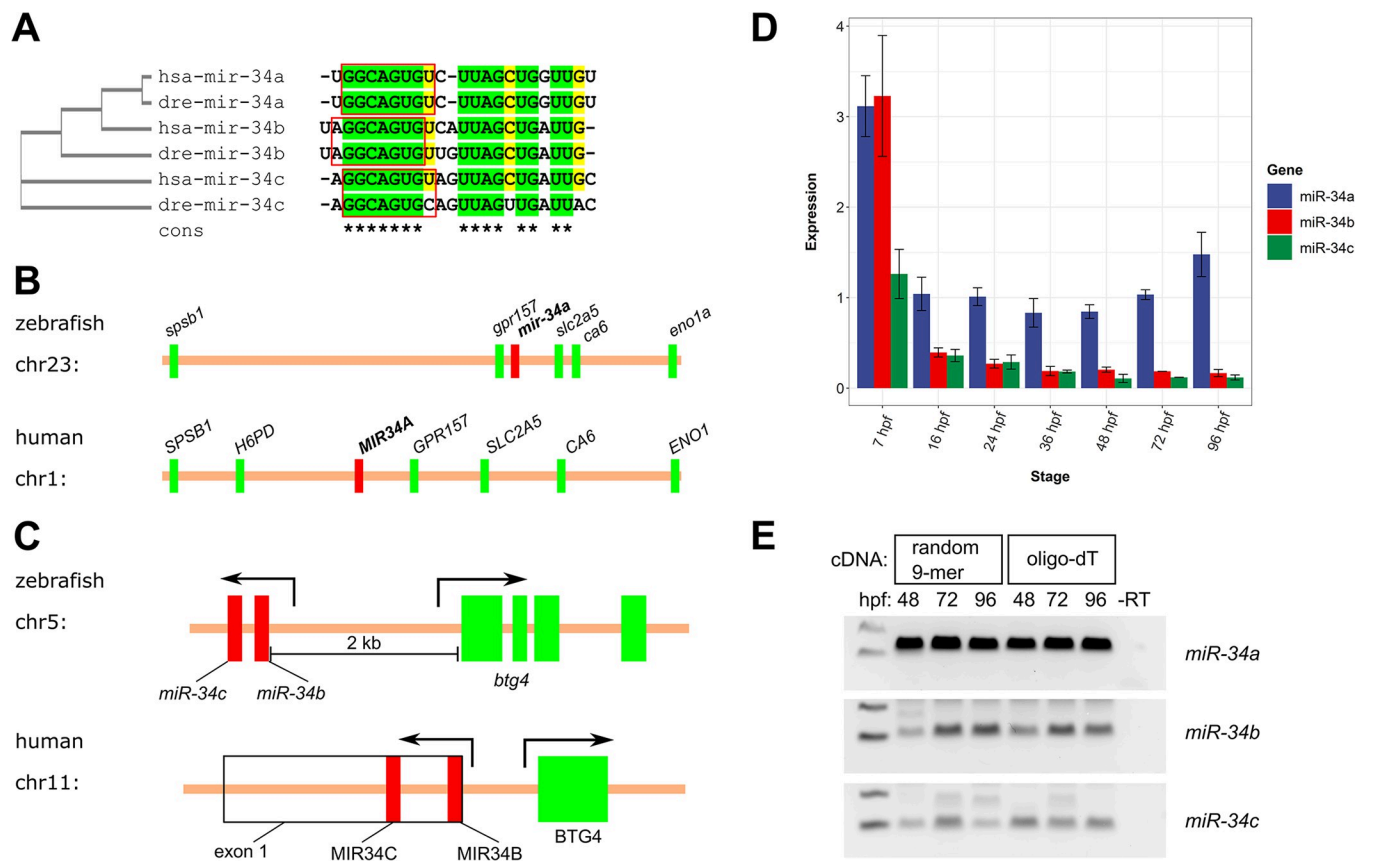 A
hsa-mir-34a -UGGCAGUGUC-UUAGCUGGUUGU
dre-mir-34a -UGGCAGUGUC-UUAGCUGGUUGU
hsa-mir-34b UAGGCAGUGUCAUUAGCUGAUUG-
dre-mir-34b UAGGCAGUGUUGUUAGCUGAUUG-
hsa-mir-34c -AGGCAGUGUAGUUAGCUGAUUGC
dre-mir-34c -AGGCAGUGCAGUUAGUUGAUUAC
cons ******* **** ** **
B
zebrafish
chr23:
spsb1 gpr157 mir-34a slc2a5 ca6 eno1a
human
chr1:
SPSB1 H6PD MIR34A GPR157 SLC2A5 CA6 ENO1
C
zebrafish
chr5:
2 kb
miR-34c miR-34b btg4
human
chr11:
exon 1 MIR34C MIR34B BTG4
D
Expression
4
3
2
1
0
7 hpf 16 hpf 24 hpf 36 hpf 48 hpf 72 hpf 96 hpf
Stage
Gene
miR-34a
miR-34b
miR-34c
E
cDNA: random 9-mer oligo-dT
hpf: 48 72 96 48 72 96 -RT
miR-34a
miR-34b
miR-34c